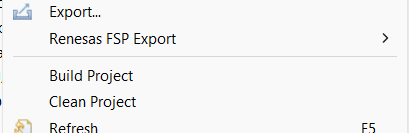 Export...
Renesas FSP Export
Build Project
Clean Project
Refresh F5